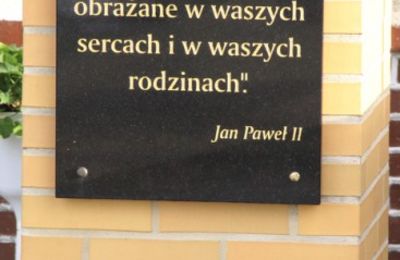 obrażane w waszych
sercach i w waszych
rodzinach".
Jan Paweł II